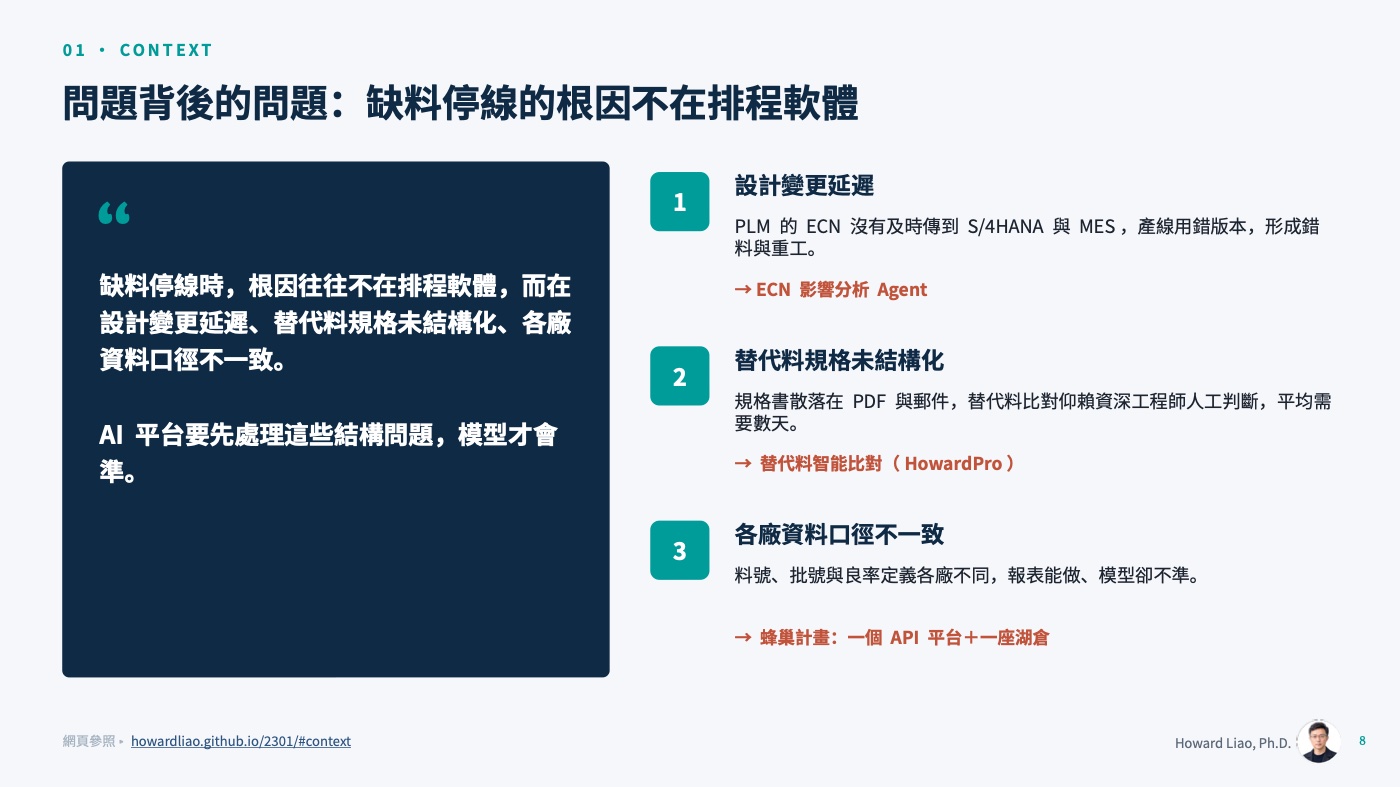 01 • CONTEXT
問題背後的問題：缺料停線的根因不在排程軟體
“
缺料停線時，根因往往不在排程軟體，而在
設計變更延遲、替代料規格未結構化、各廠
資料口徑不一致。
AI 平台要先處理這些結構問題，模型才會
準。
1
設計變更延遲
PLM 的 ECN 沒有及時傳到 S/4HANA 與 MES，產線用錯版本，形成錯
料與重工。
→ ECN 影響分析 Agent
2
替代料規格未結構化
規格書散落在 PDF 與郵件，替代料比對仰賴資深工程師人工判斷，平均需
要數天。
→ 替代料智能比對（HowardPro）
3
各廠資料口徑不一致
料號、批號與良率定義各廠不同，報表能做、模型卻不準。
→ 蜂巢計畫：一個 API 平台＋一座湖倉
網頁參照 ▸ howardliao.github.io/2301/#context
Howard Liao, Ph.D.
8